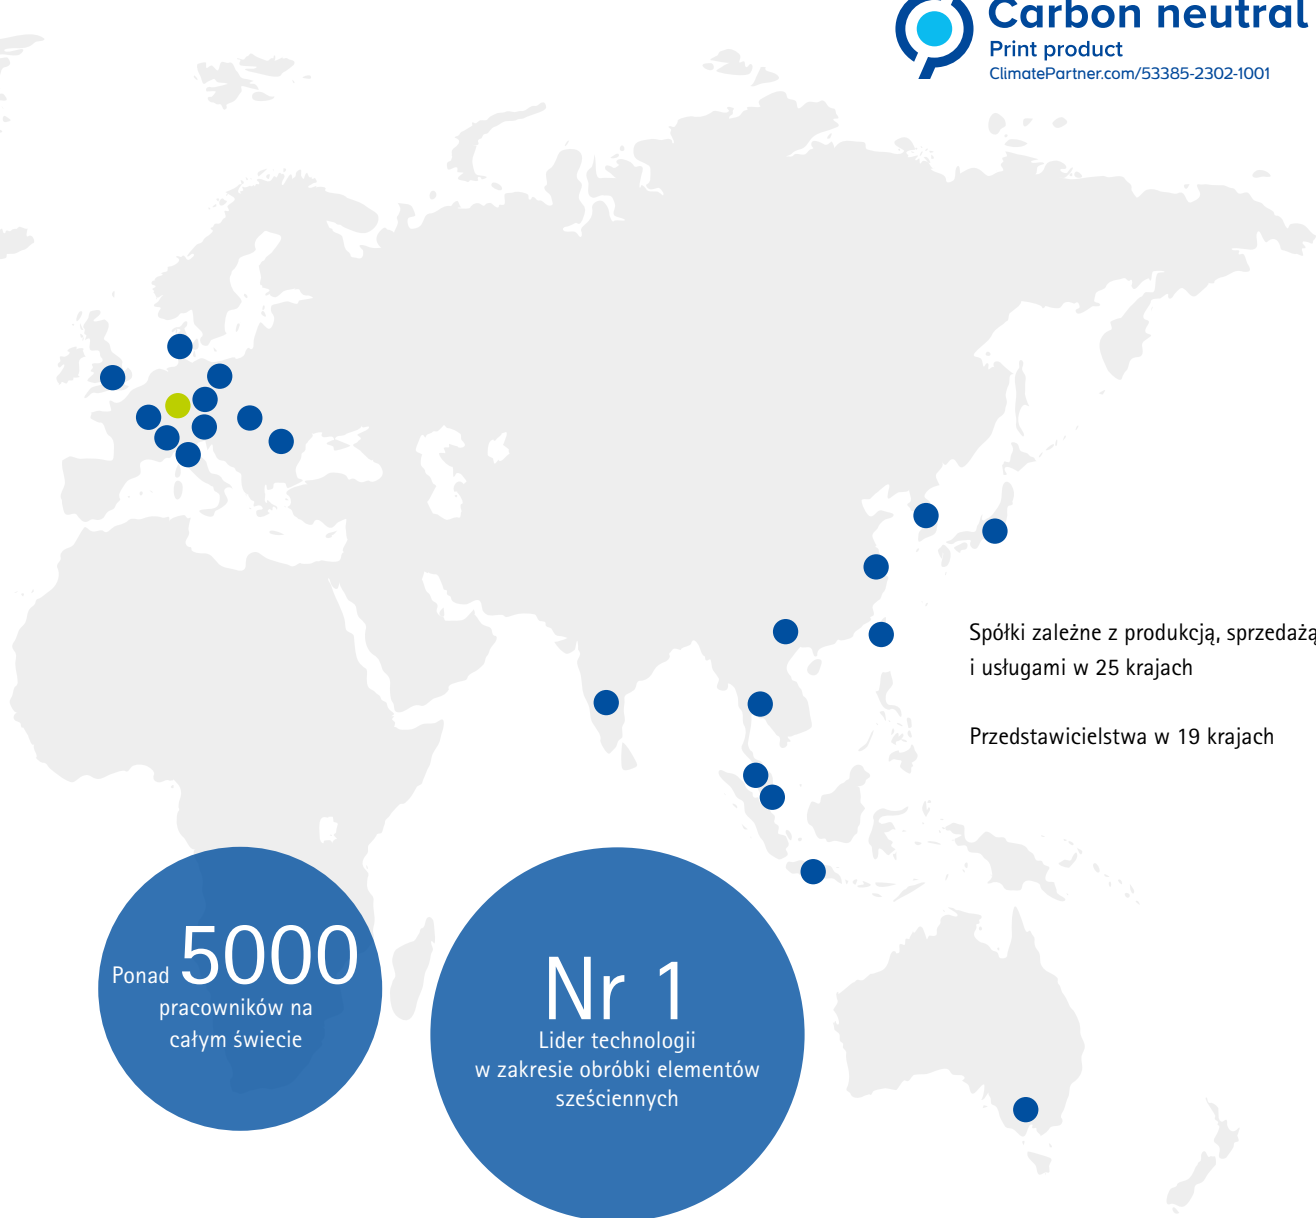 Carbon neutral
Print product
ClimatePartner.com/53385-2302-1001
Spółki zależne z produkcją, sprzedażą
i usługami w 25 krajach
Przedstawicielstwa w 19 krajach
Ponad 5000
pracowników na
całym świecie
Nr 1
Lider technologii
w zakresie obróbki elementów
sześciennych